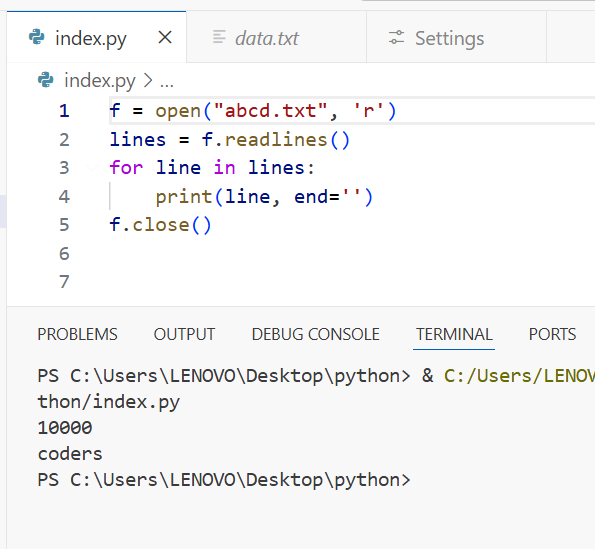 index.py
data.txt
Settings
index.py > ...
1 f = open("abcd.txt", 'r')
2 lines = f.readlines()
3 for line in lines:
4     print(line, end='')
5 f.close()
6
7
PROBLEMS OUTPUT DEBUG CONSOLE TERMINAL PORTS
PS C:\Users\LENOVO\Desktop\python> & C:/Users/LENOV
thon/index.py
10000
coders
PS C:\Users\LENOVO\Desktop\python>